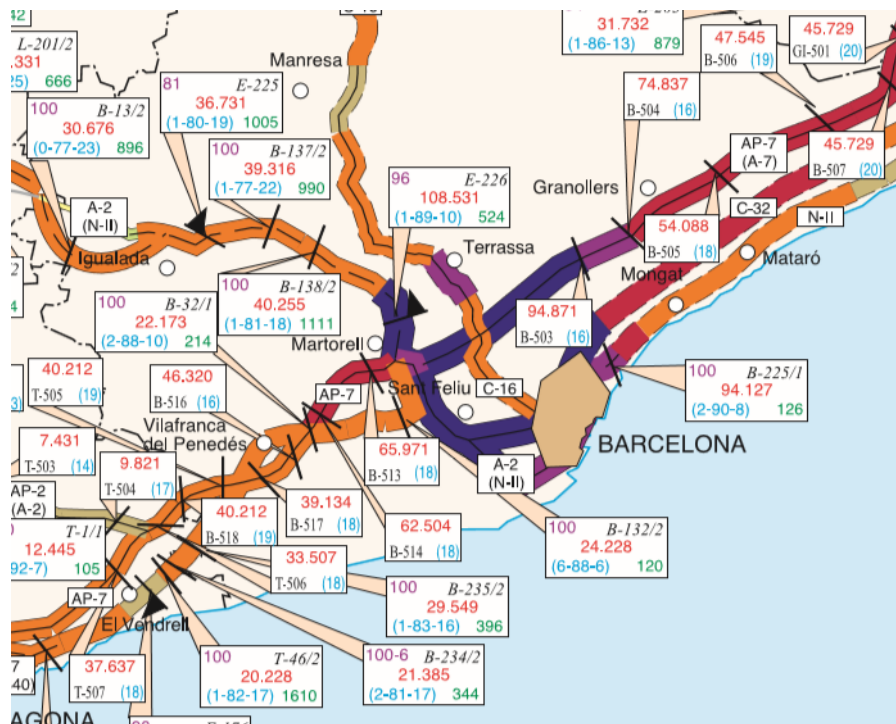 42
L-201/2
.331
25) 666
100 B-13/2
30.676
(0-77-23) 896
81 E-225
36.731
(1-80-19) 1005
Manresa
31.732
(1-86-13) 879
47.545
B-506 (19)
45.729
GI-501 (20)
74.837
B-504 (16)
100 B-137/2
39.316
(1-77-22) 990
96 E-226
108.531
(1-89-10) 524
AP-7
(A-7)
45.729
B-507 (20)
Granollers
A-2
(N-II)
C-32
N-II
Igualada
Terrassa
54.088
B-505 (18)
Mongat
Mataró
100 B-138/2
40.255
(1-81-18) 1111
100 B-32/1
22.173
(2-88-10) 214
94.871
B-503 (16)
Martorell
40.212
T-505 (19)
46,320
B-516 (16)
AP-7
Sant Feliu
C-16
100 B-225/1
94.127
(2-90-8) 126
3)
7.431
T-503 (14)
Vilafranca
del Penedés
BARCELONA
9.821
T-504 (17)
65.971
B-513 (18)
A-2
(N-II)
AP-2
(A-2)
40.212
B-518 (19)
39.134
B-517 (18)
62.504
B-514 (18)
100 B-132/2
24.228
(6-88-6) 120
T-1/1
12.445
92-7) 105
33.507
T-506 (18)
100 B-235/2
29.549
(1-83-16) 396
AP-7
El Vendrell
37.637
T-507 (18)
100 T-46/2
20.228
(1-82-17) 1610
100-6 B-234/2
21.385
(2-81-17) 344
7
40)
AGONA